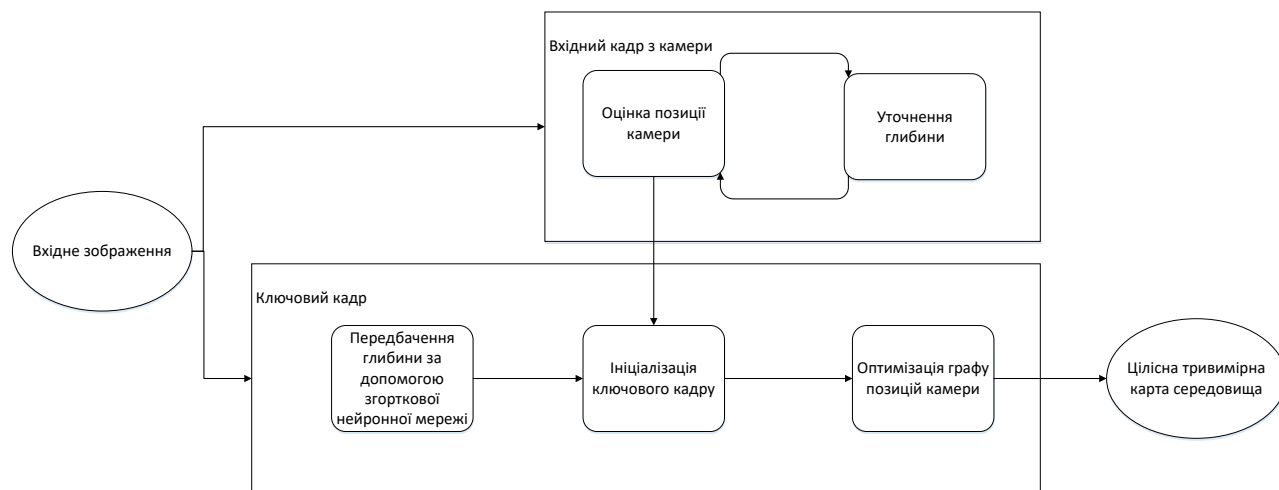 Вхідний кадр з камери
Оцінка позиції
камери
Уточнення
глибини
Вхідне зображення
Ключовий кадр
Передбачення
глибини за
допомогою
згорткової
нейронної мережі
Ініціалізація
ключового кадру
Оптимізація графу
позицій камери
Цілісна тривимірна
карта середовища